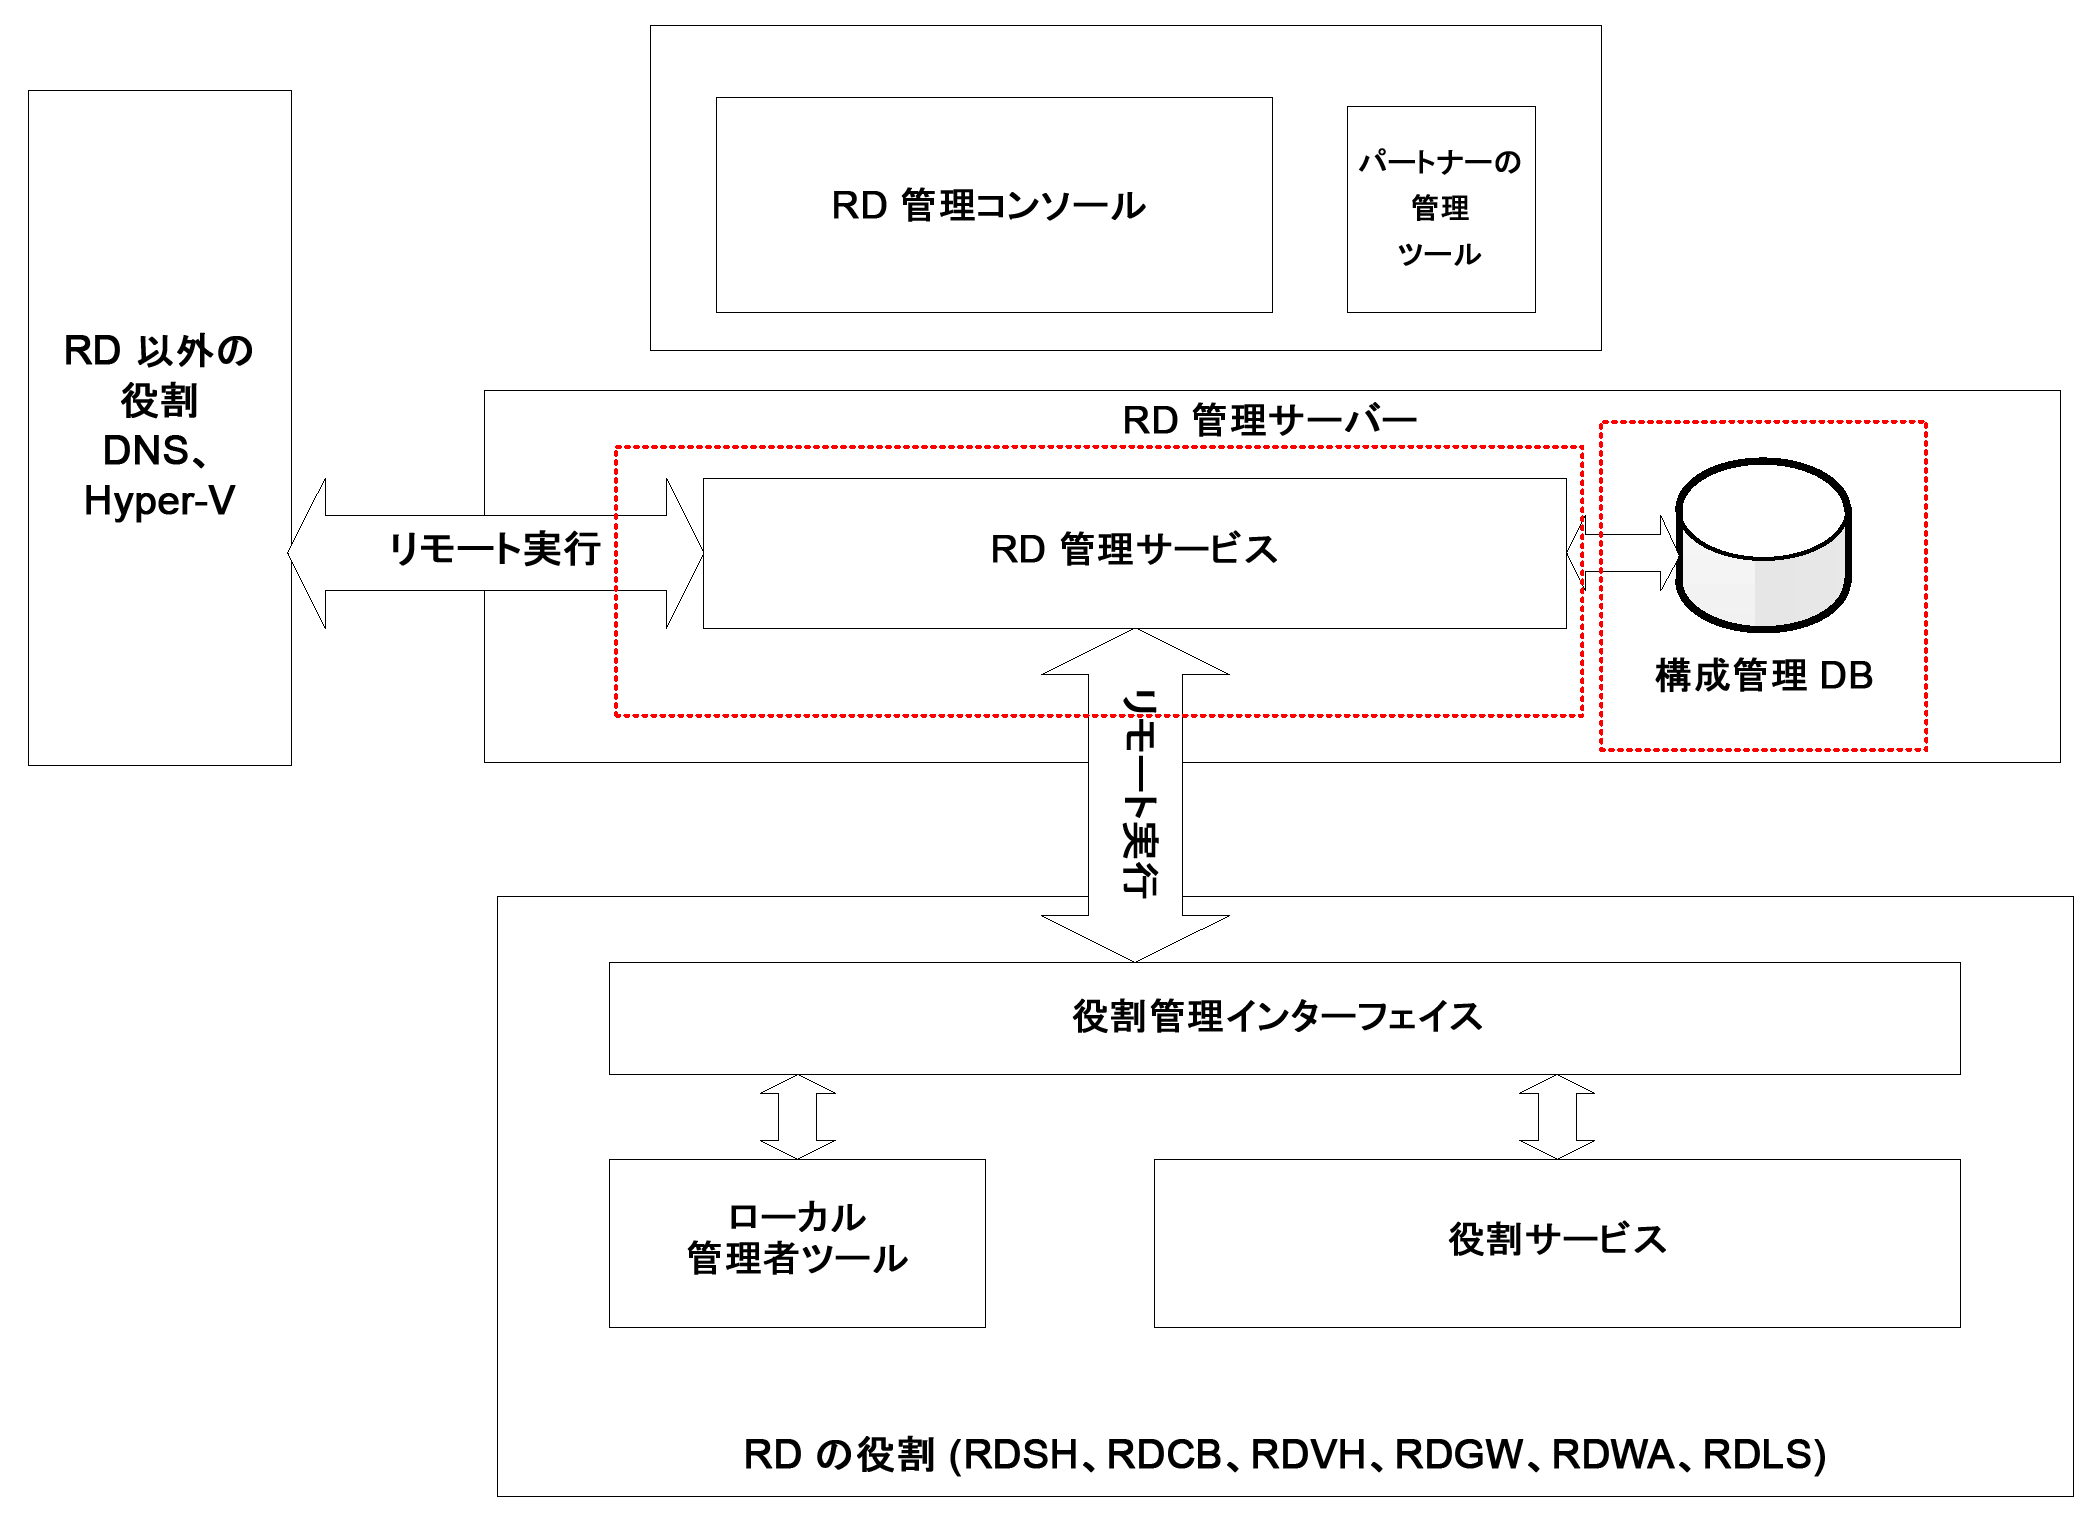 RD 管理コンソール
パートナーの
管理
ツール
RD 以外の
役割
DNS、
Hyper-V
RD 管理サーバー
リモート実行
RD 管理サービス
構成管理 DB
リモート実行
役割管理インターフェイス
ローカル
管理者ツール
役割サービス
RD の役割 (RDSH、RDCB、RDVH、RDGW、RDWA、RDLS)